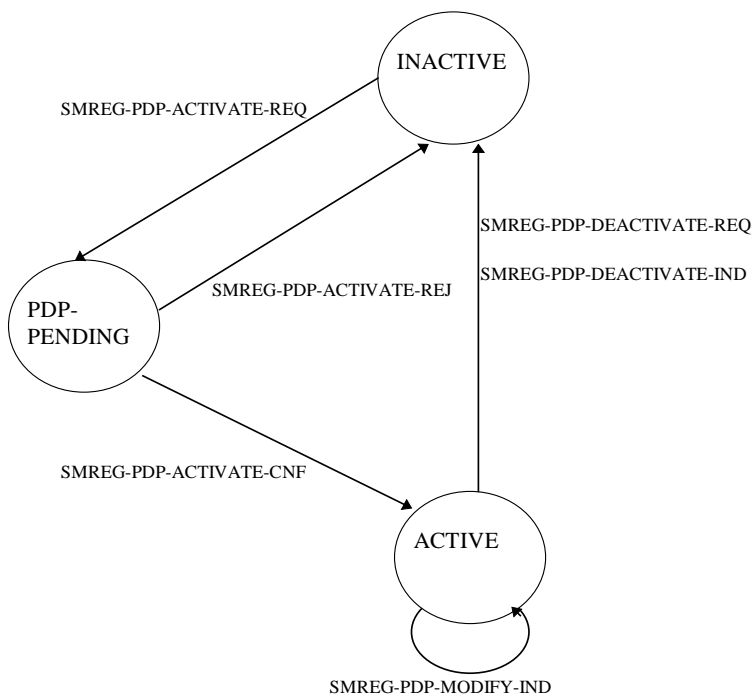 INACTIVE
SMREG-PDP-ACTIVATE-REQ
SMREG-PDP-DEACTIVATE-REQ
SMREG-PDP-DEACTIVATE-IND
SMREG-PDP-ACTIVATE-REJ
PDP-
PENDING
SMREG-PDP-ACTIVATE-CNF
ACTIVE
SMREG-PDP-MODIFY-IND